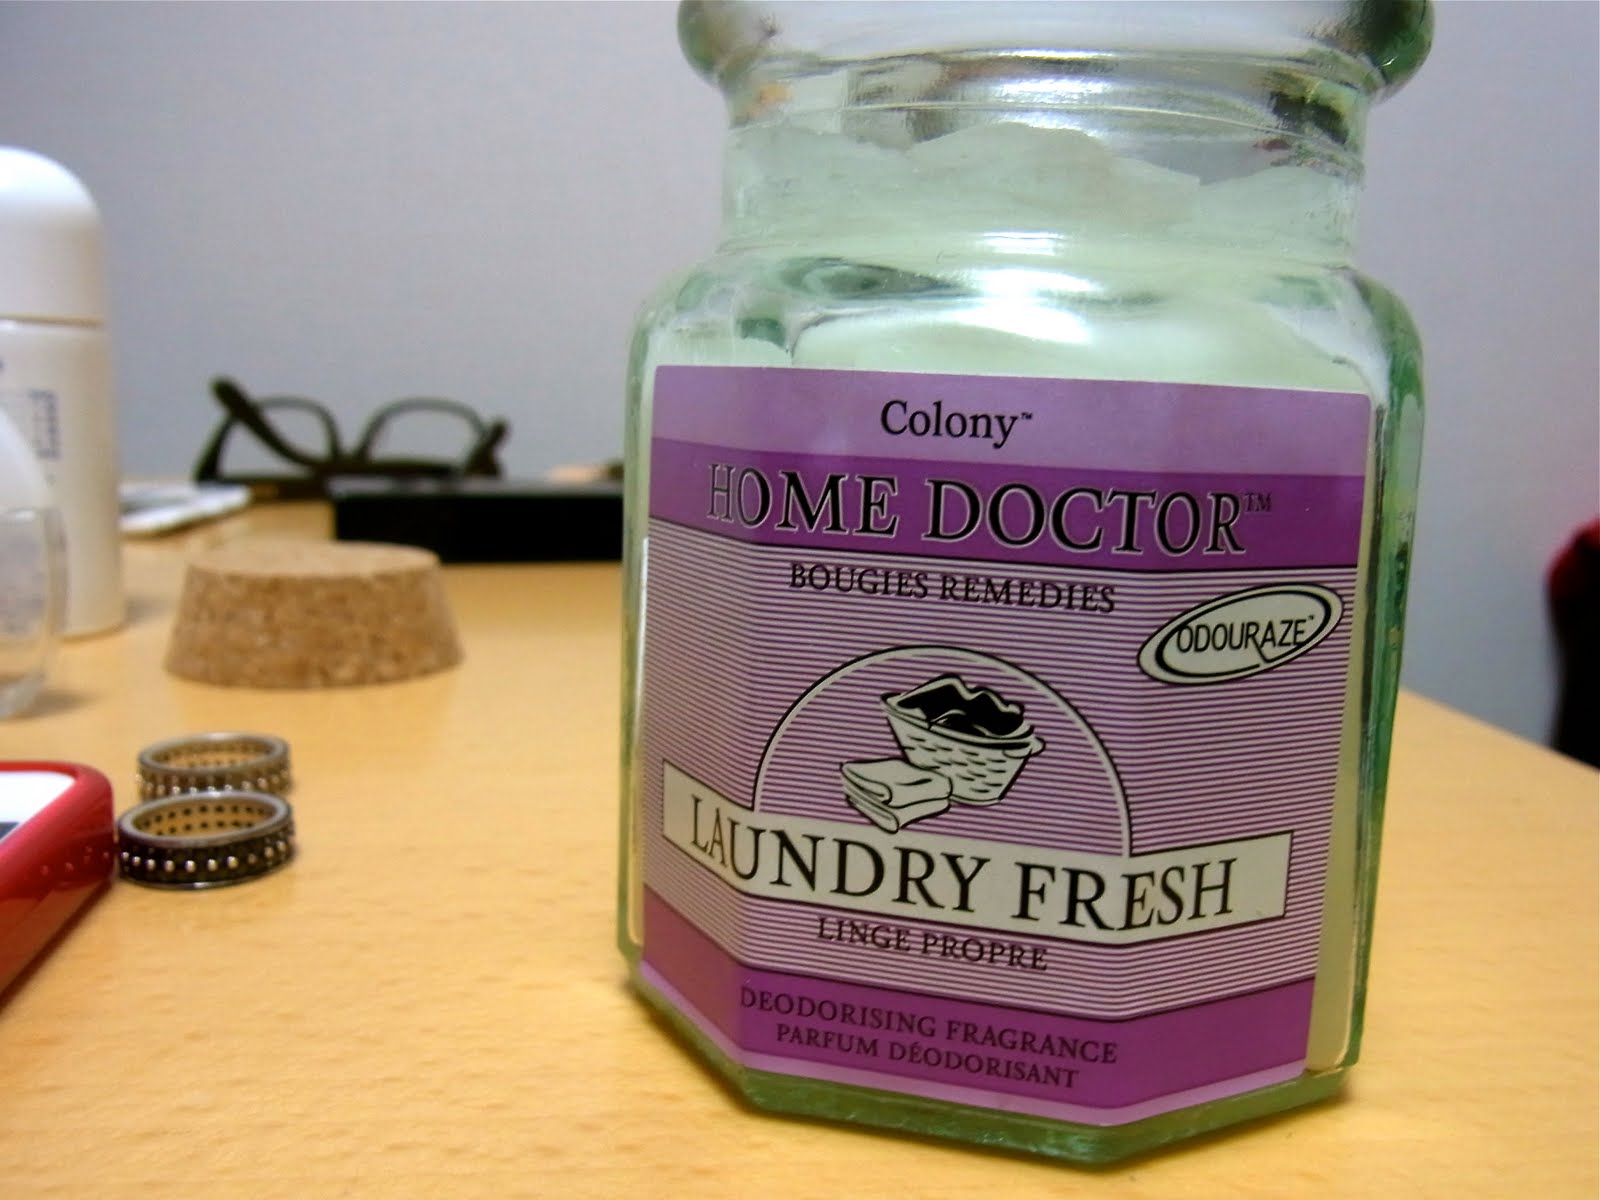 Colony™
HOME DOCTOR™
BOUGIES REMEDIES
ODOURAZE™
LAUNDRY FRESH
LINGE PROPRE
DEODORISING FRAGRANCE
PARFUM DÉODORISANT